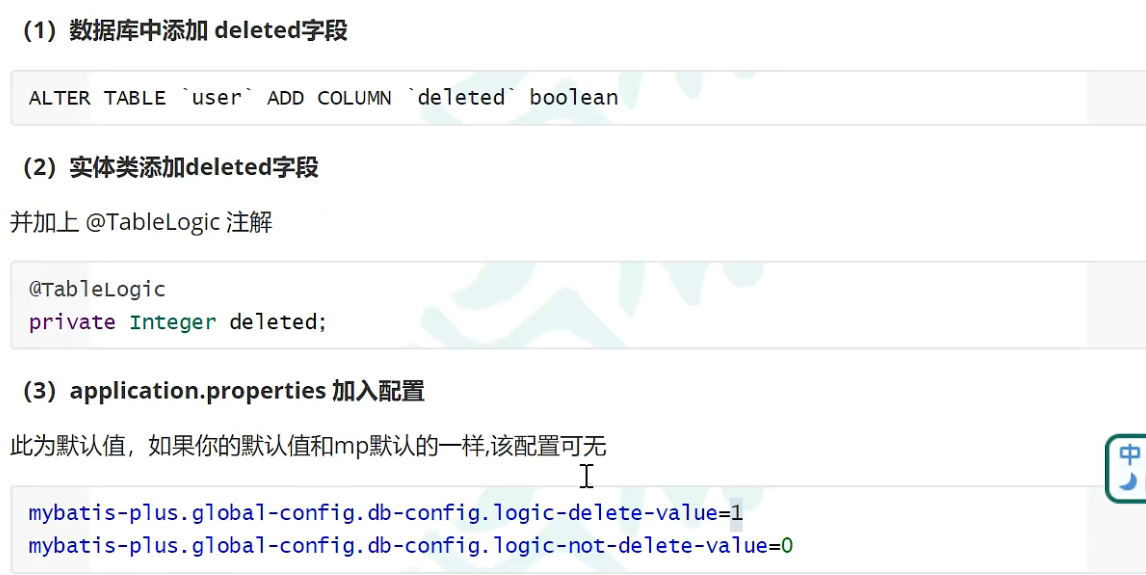 （1）数据库中添加 deleted字段
ALTER TABLE `user` ADD COLUMN `deleted` boolean
（2）实体类添加deleted字段
并加上 @TableLogic 注解
@TableLogic
private Integer deleted;
（3）application.properties 加入配置
此为默认值，如果你的默认值和mp默认的一样,该配置可无
中
mybatis-plus.global-config.db-config.logic-delete-value=1
mybatis-plus.global-config.db-config.logic-not-delete-value=0